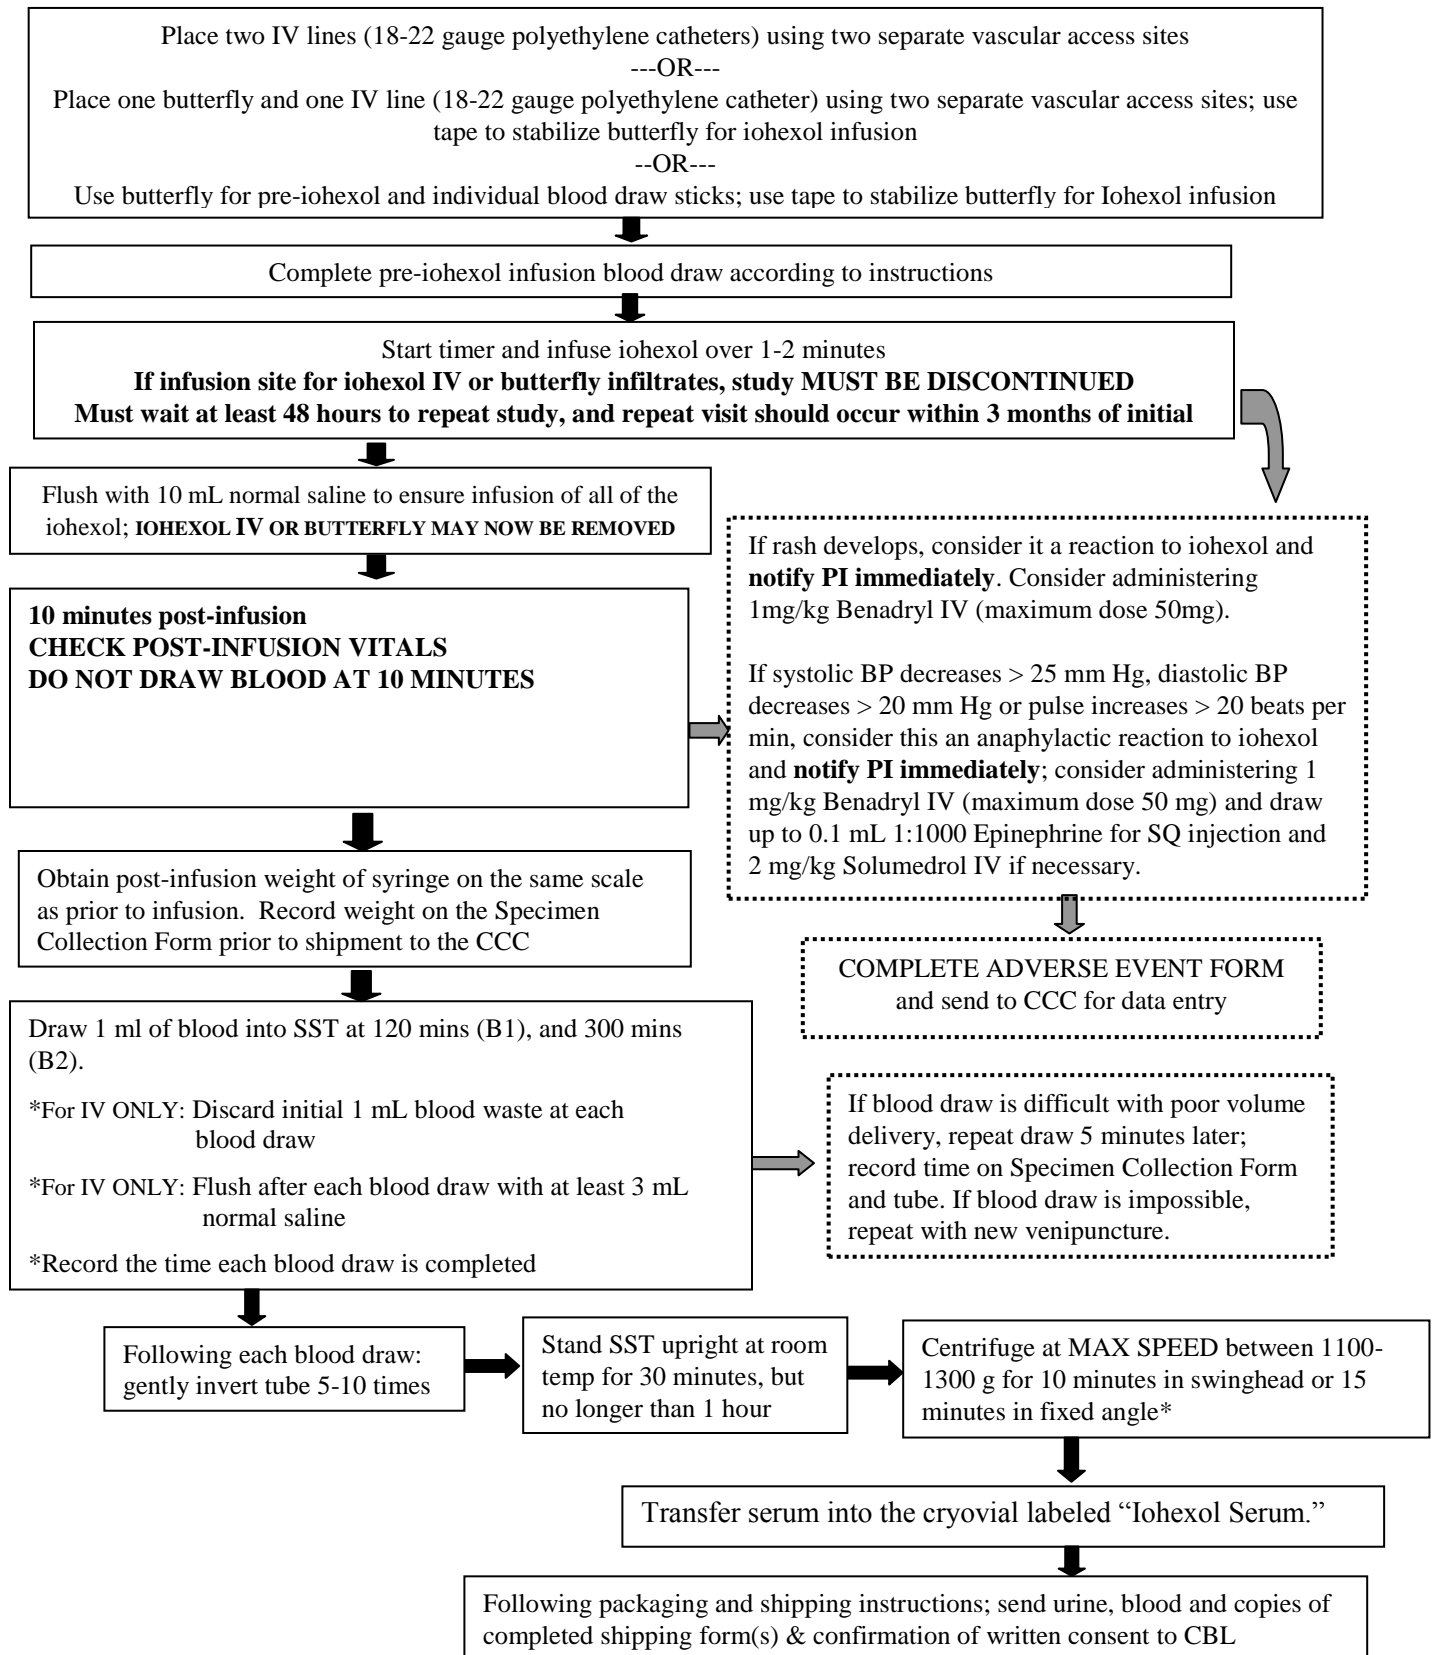 Place two IV lines (18-22 gauge polyethylene catheters) using two separate vascular access sites
---OR---
Place one butterfly and one IV line (18-22 gauge polyethylene catheter) using two separate vascular access sites; use
tape to stabilize butterfly for iohexol infusion
--OR---
Use butterfly for pre-iohexol and individual blood draw sticks; use tape to stabilize butterfly for Iohexol infusion
Complete pre-iohexol infusion blood draw according to instructions
Start timer and infuse iohexol over 1-2 minutes
If infusion site for iohexol IV or butterfly infiltrates, study MUST BE DISCONTINUED
Must wait at least 48 hours to repeat study, and repeat visit should occur within 3 months of initial
Flush with 10 mL normal saline to ensure infusion of all of the
iohexol; IOHEXOL IV OR BUTTERFLY MAY NOW BE REMOVED
10 minutes post-infusion
CHECK POST-INFUSION VITALS
DO NOT DRAW BLOOD AT 10 MINUTES
If rash develops, consider it a reaction to iohexol and
notify PI immediately. Consider administering
1mg/kg Benadryl IV (maximum dose 50mg).
If systolic BP decreases > 25 mm Hg, diastolic BP
decreases > 20 mm Hg or pulse increases > 20 beats per
min, consider this an anaphylactic reaction to iohexol
and notify PI immediately; consider administering 1
mg/kg Benadryl IV (maximum dose 50 mg) and draw
up to 0.1 mL 1:1000 Epinephrine for SQ injection and
2 mg/kg Solumedrol IV if necessary.
Obtain post-infusion weight of syringe on the same scale
as prior to infusion. Record weight on the Specimen
Collection Form prior to shipment to the CCC
COMPLETE ADVERSE EVENT FORM
and send to CCC for data entry
Draw 1 ml of blood into SST at 120 mins (B1), and 300 mins
(B2).
*For IV ONLY: Discard initial 1 mL blood waste at each
blood draw
*For IV ONLY: Flush after each blood draw with at least 3 mL
normal saline
*Record the time each blood draw is completed
If blood draw is difficult with poor volume
delivery, repeat draw 5 minutes later;
record time on Specimen Collection Form
and tube. If blood draw is impossible,
repeat with new venipuncture.
Following each blood draw:
gently invert tube 5-10 times
Stand SST upright at room
temp for 30 minutes, but
no longer than 1 hour
Centrifuge at MAX SPEED between 1100-
1300 g for 10 minutes in swinghead or 15
minutes in fixed angle*
Transfer serum into the cryovial labeled “Iohexol Serum.”
Following packaging and shipping instructions; send urine, blood and copies of
completed shipping form(s) & confirmation of written consent to CBL